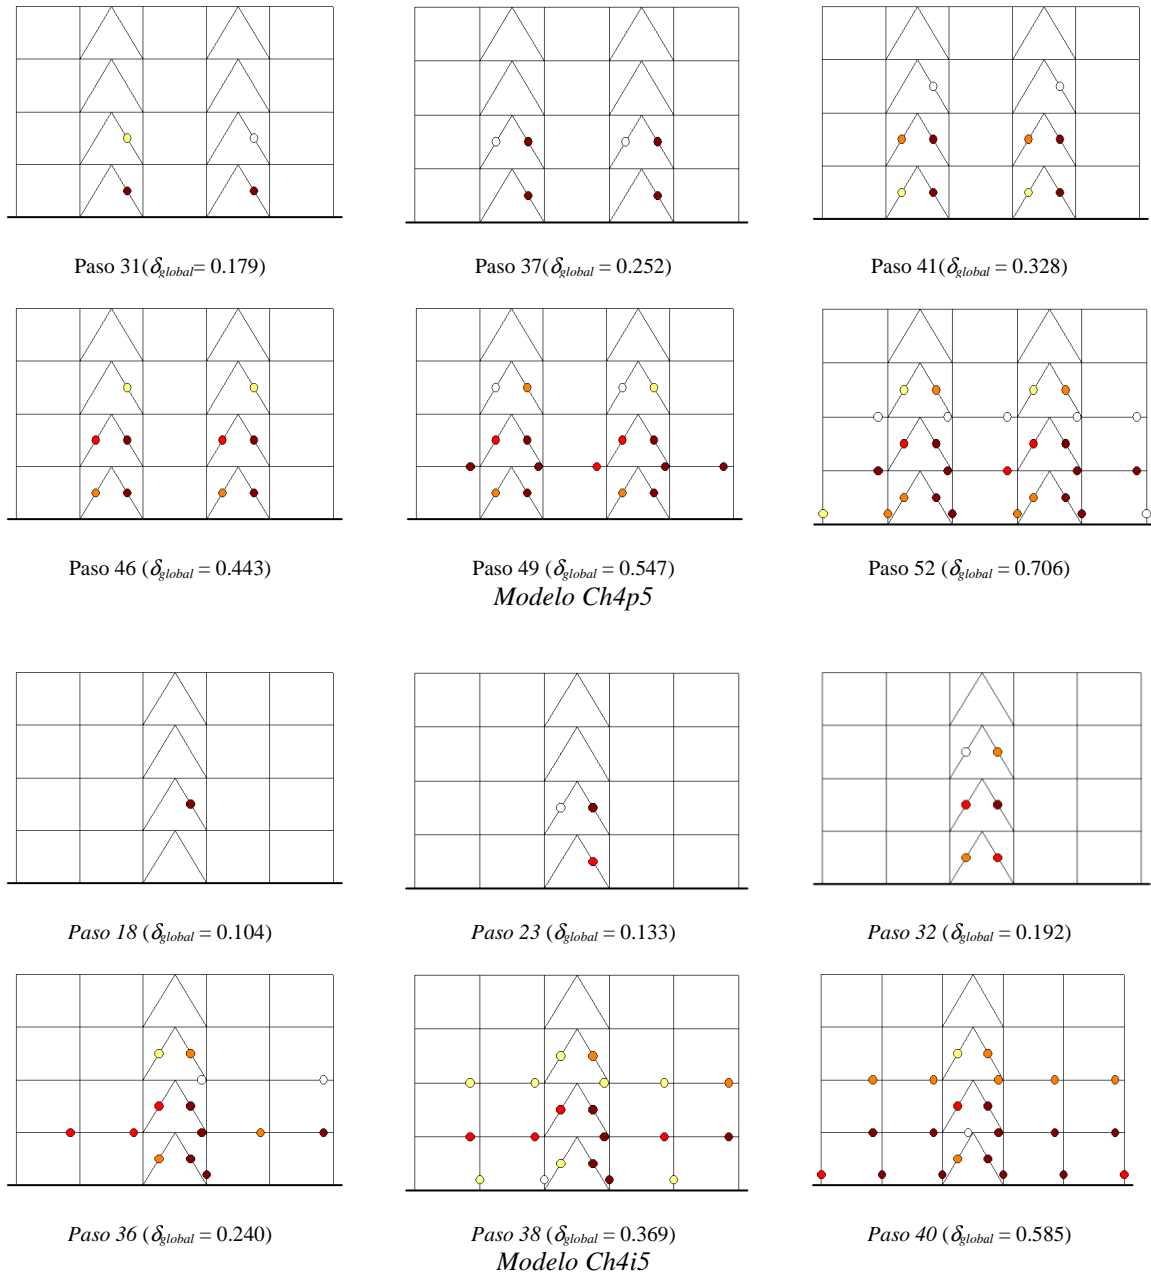 Paso 31(δglobal= 0.179) Paso 37(δglobal = 0.252) Paso 41(δglobal = 0.328)
Paso 46 (δglobal = 0.443) Paso 49 (δglobal = 0.547) Paso 52 (δglobal = 0.706)
Modelo Ch4p5
Paso 18 (δglobal = 0.104) Paso 23 (δglobal = 0.133) Paso 32 (δglobal = 0.192)
Paso 36 (δglobal = 0.240) Paso 38 (δglobal = 0.369) Paso 40 (δglobal = 0.585)
Modelo Ch4i5